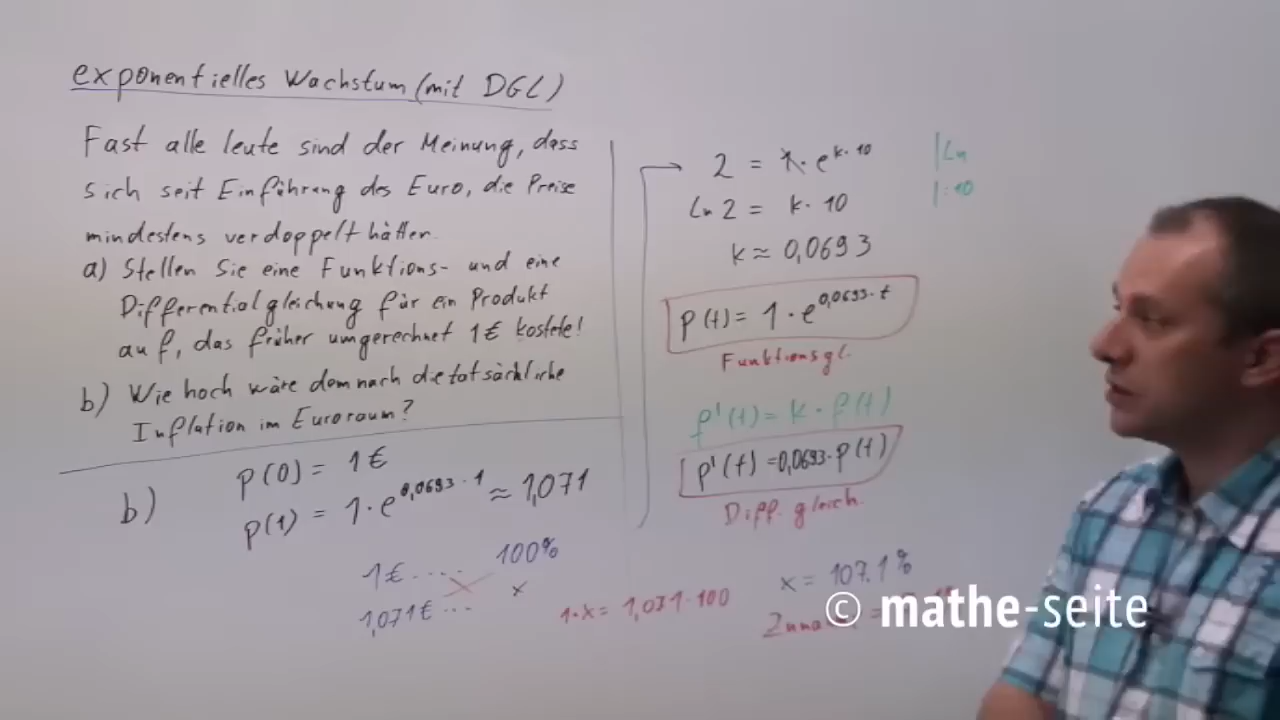 exponentielles Wachstum (mit DGL)
Fast alle leute sind der Meinung, dass
sich seit Einführung des Euro, die Preise
mindestens verdoppelt hätten.
a) Stellen Sie eine Funktions- und eine
Differentialgleichung für ein Produkt
auf, das früher umgerechnet 1€ kostete!
b) Wie hoch wäre demnach die tatsächliche
Inflation im Euroraum?
b) p(0) = 1€
p(1) = 1·e^0,0693·1 ≈ 1,071
1€ .... 100%
1,071€ ... x
1·x = 1,071·100
2 = 1·e^k·10 |ln
ln 2 = k·10 |:10
k ≈ 0,0693
p(t) = 1·e^0,0693·t
Funktionsgl.
f'(t) = k·f(t)
p'(t) = 0,0693·p(t)
Diff.gleich.
x = 107.1%
© mathe-seite